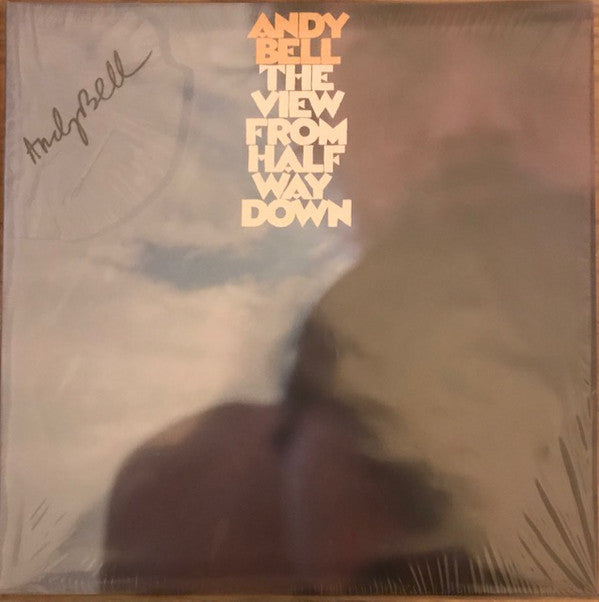 ANDY
BELL
THE
VIEW
FROM
HALF
WAY
DOWN
Andy Bell